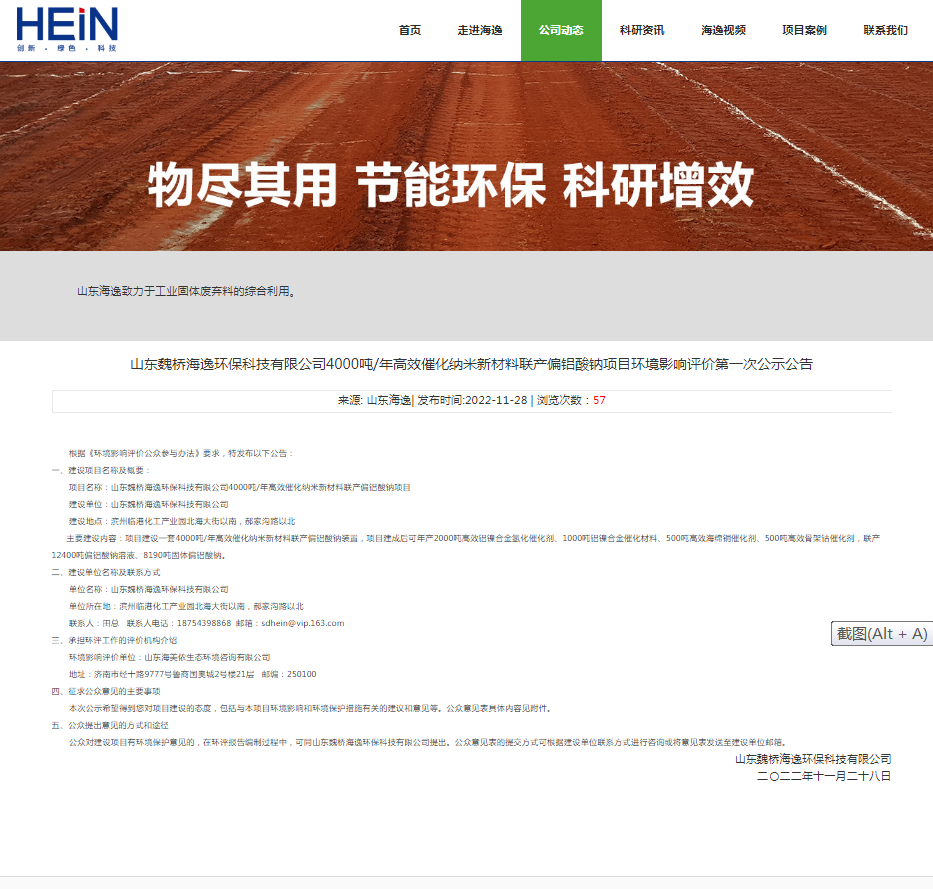 HEiN
创新 · 绿色 · 科技
首页 走进海逸 公司动态 科研资讯 海逸视频 项目案例 联系我们
物尽其用 节能环保 科研增效
山东海逸致力于工业固体废弃料的综合利用。
山东魏桥海逸环保科技有限公司4000吨/年高效催化纳米新材料联产偏铝酸钠项目环境影响评价第一次公示公告
来源: 山东海逸| 发布时间:2022-11-28 | 浏览次数：57
根据《环境影响评价公众参与办法》要求，特发布以下公告：
一、建设项目名称及概要：
项目名称：山东魏桥海逸环保科技有限公司4000吨/年高效催化纳米新材料联产偏铝酸钠项目
建设单位：山东魏桥海逸环保科技有限公司
建设地点：滨州临港化工产业园北海大街以南，郝家沟路以北
主要建设内容：项目建设一套4000吨/年高效催化纳米新材料联产偏铝酸钠装置，项目建成后可年产2000吨高效铝镍合金氢化催化剂、1000吨铝镍合金催化材料、500吨高效海绵铜催化剂、500吨高效骨架钴催化剂，联产
12400吨偏铝酸钠溶液、8190吨固体偏铝酸钠。
二、建设单位名称及联系方式
单位名称：山东魏桥海逸环保科技有限公司
单位所在地：滨州临港化工产业园北海大街以南，郝家沟路以北
联系人：田总 联系人电话：18754398868 邮箱：sdhein@vip.163.com
三、承担环评工作的评价机构介绍
环境影响评价单位：山东海美侬生态环境咨询有限公司
地址：济南市经十路9777号鲁商国奥城2号楼21层 邮编：250100
四、征求公众意见的主要事项
本次公示希望得到您对项目建设的态度，包括与本项目环境影响和环境保护措施有关的建议和意见等。公众意见表具体内容见附件。
五、公众提出意见的方式和途径
公众对建设项目有环境保护意见的，在环评报告编制过程中，可向山东魏桥海逸环保科技有限公司提出。公众意见表的提交方式可根据建设单位联系方式进行咨询或将意见表发送至建设单位邮箱。
山东魏桥海逸环保科技有限公司
二〇二二年十一月二十八日
截图(Alt + A)